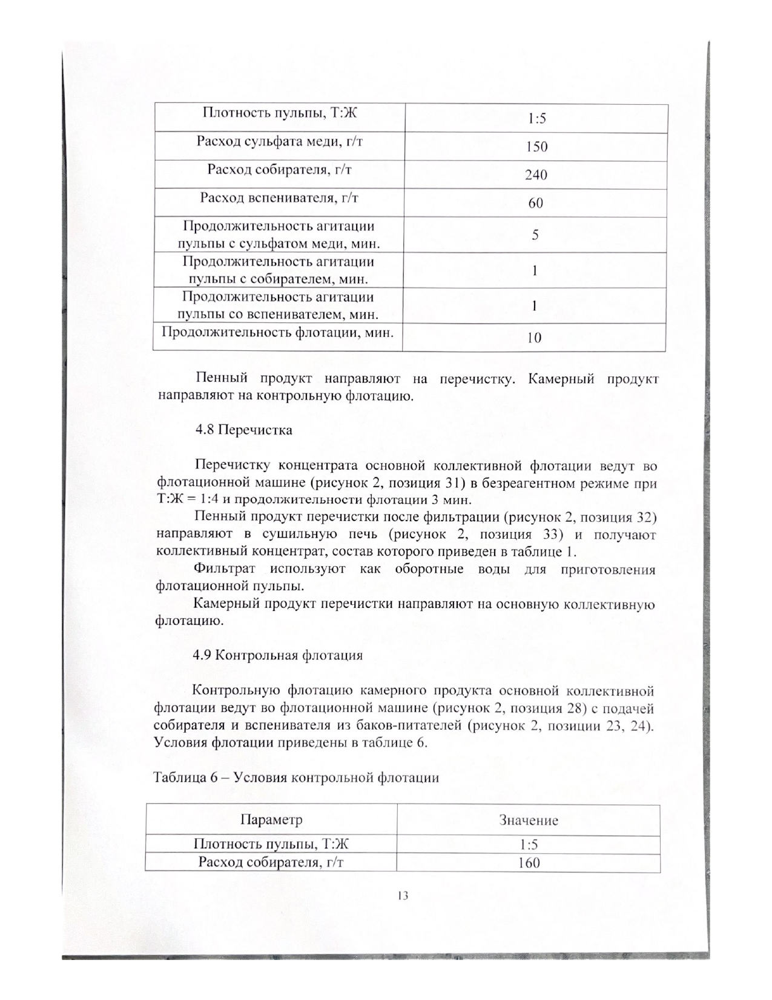 Плотность пульпы, Т:Ж 1:5
Расход сульфата меди, г/т 150
Расход собирателя, г/т 240
Расход вспенивателя, г/т 60
Продолжительность агитации
пульпы с сульфатом меди, мин. 5
Продолжительность агитации
пульпы с собирателем, мин. 1
Продолжительность агитации
пульпы со вспенивателем, мин. 1
Продолжительность флотации, мин. 10
Пенный продукт направляют на перечистку. Камерный продукт
направляют на контрольную флотацию.
4.8 Перечистка
Перечистку концентрата основной коллективной флотации ведут во
флотационной машине (рисунок 2, позиция 31) в безреагентном режиме при
Т:Ж = 1:4 и продолжительности флотации 3 мин.
Пенный продукт перечистки после фильтрации (рисунок 2, позиция 32)
направляют в сушильную печь (рисунок 2, позиция 33) и получают
коллективный концентрат, состав которого приведен в таблице 1.
Фильтрат используют как оборотные воды для приготовления
флотационной пульпы.
Камерный продукт перечистки направляют на основную коллективную
флотацию.
4.9 Контрольная флотация
Контрольную флотацию камерного продукта основной коллективной
флотации ведут во флотационной машине (рисунок 2, позиция 28) с подачей
собирателя и вспенивателя из баков-питателей (рисунок 2, позиции 23, 24).
Условия флотации приведены в таблице 6.
Таблица 6 – Условия контрольной флотации
Параметр Значение
Плотность пульпы, Т:Ж 1:5
Расход собирателя, г/т 160
13